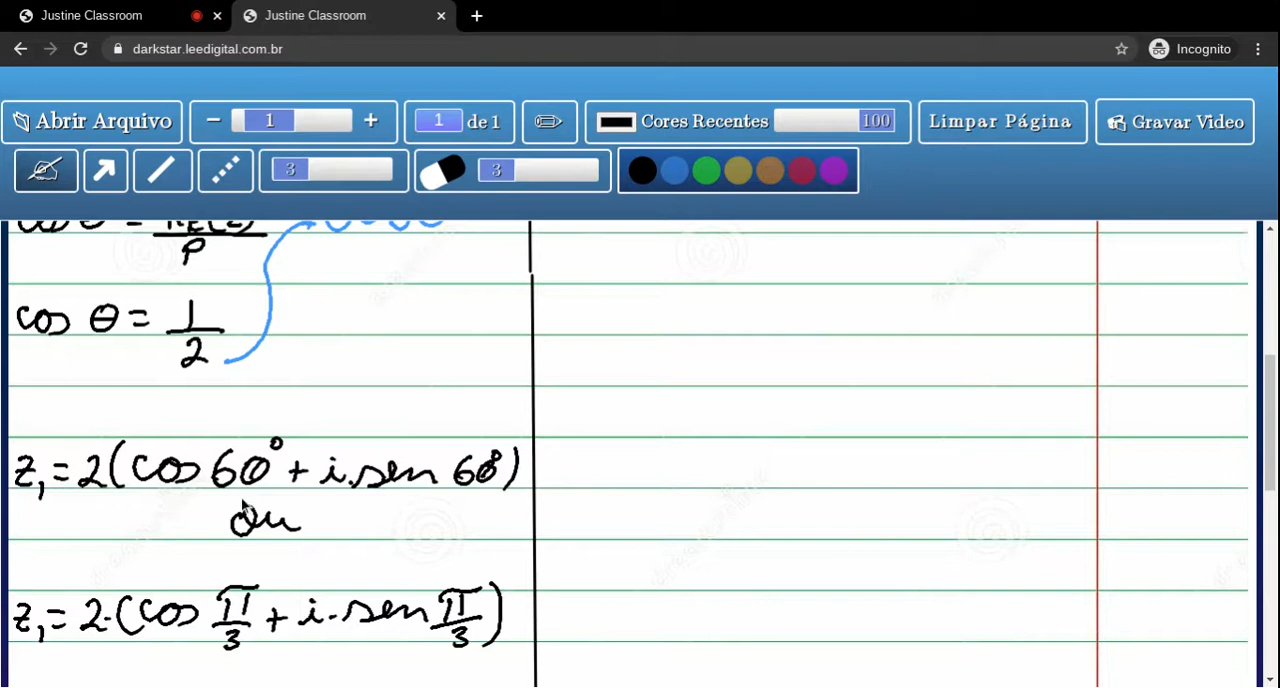 Justine Classroom
Justine Classroom
darkstar.leedigital.com.br
Incognito
Abrir Arquivo
− 1 +
1 de 1
Cores Recentes 100
Limpar Página
Gravar Video
3
3
cos θ = RE(z)/ρ
cos θ = 1/2
z₁ = 2(cos 60° + i.sen 60°)
ou
z₁ = 2.(cos π/3 + i.sen π/3)